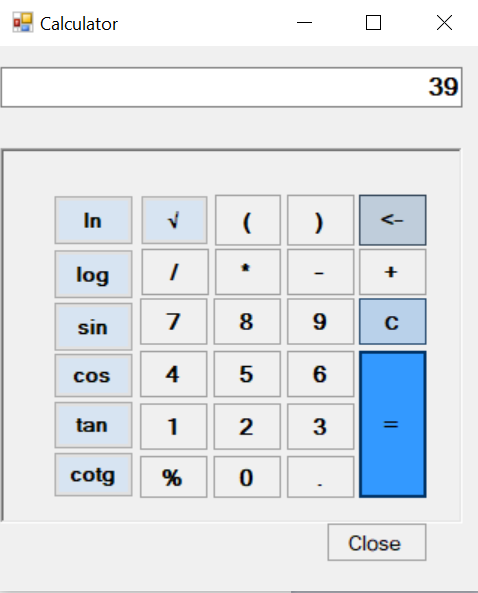 Calculator
39
ln √ ( ) <-
log / * - +
sin 7 8 9 C
cos 4 5 6 =
tan 1 2 3
cotg % 0 .
Close